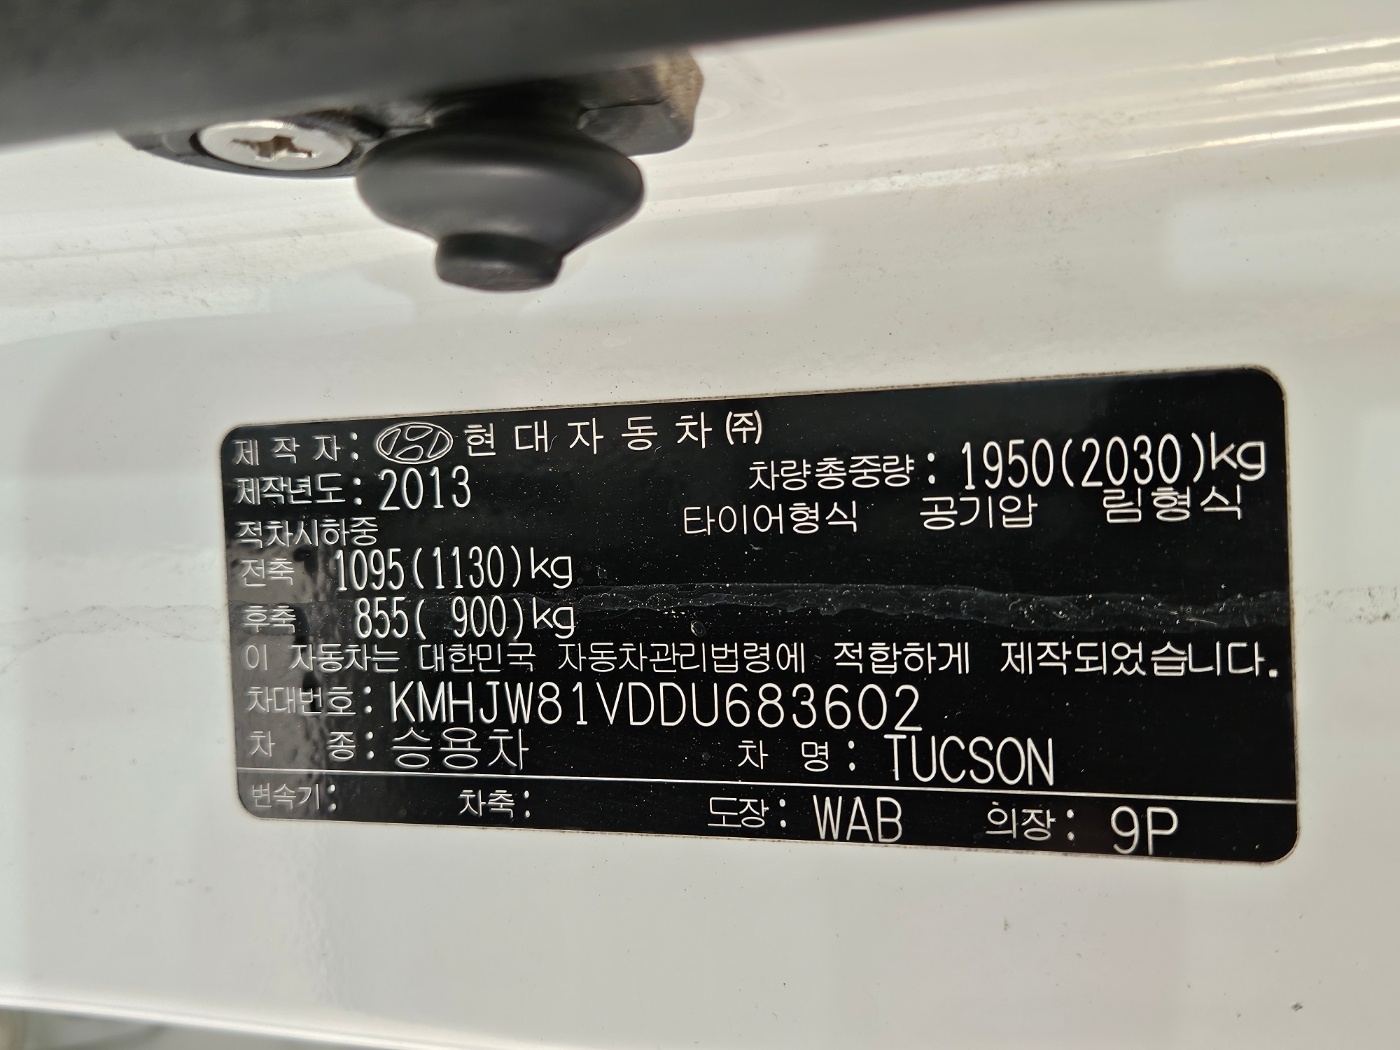 제 작 자 : 현 대 자 동 차 ㈜
제작년도 : 2013 차량총중량 : 1950(2030)kg
적차시하중 타이어형식 공기압 림형식
전축 1095(1130)kg
후축 855( 900)kg
이 자동차는 대한민국 자동차관리법령에 적합하게 제작되었습니다.
차대번호 : KMHJW81VDDU683602
차 종 : 승용차 차 명 : TUCSON
변속기 : 차축 : 도장 : WAB 의장 : 9P